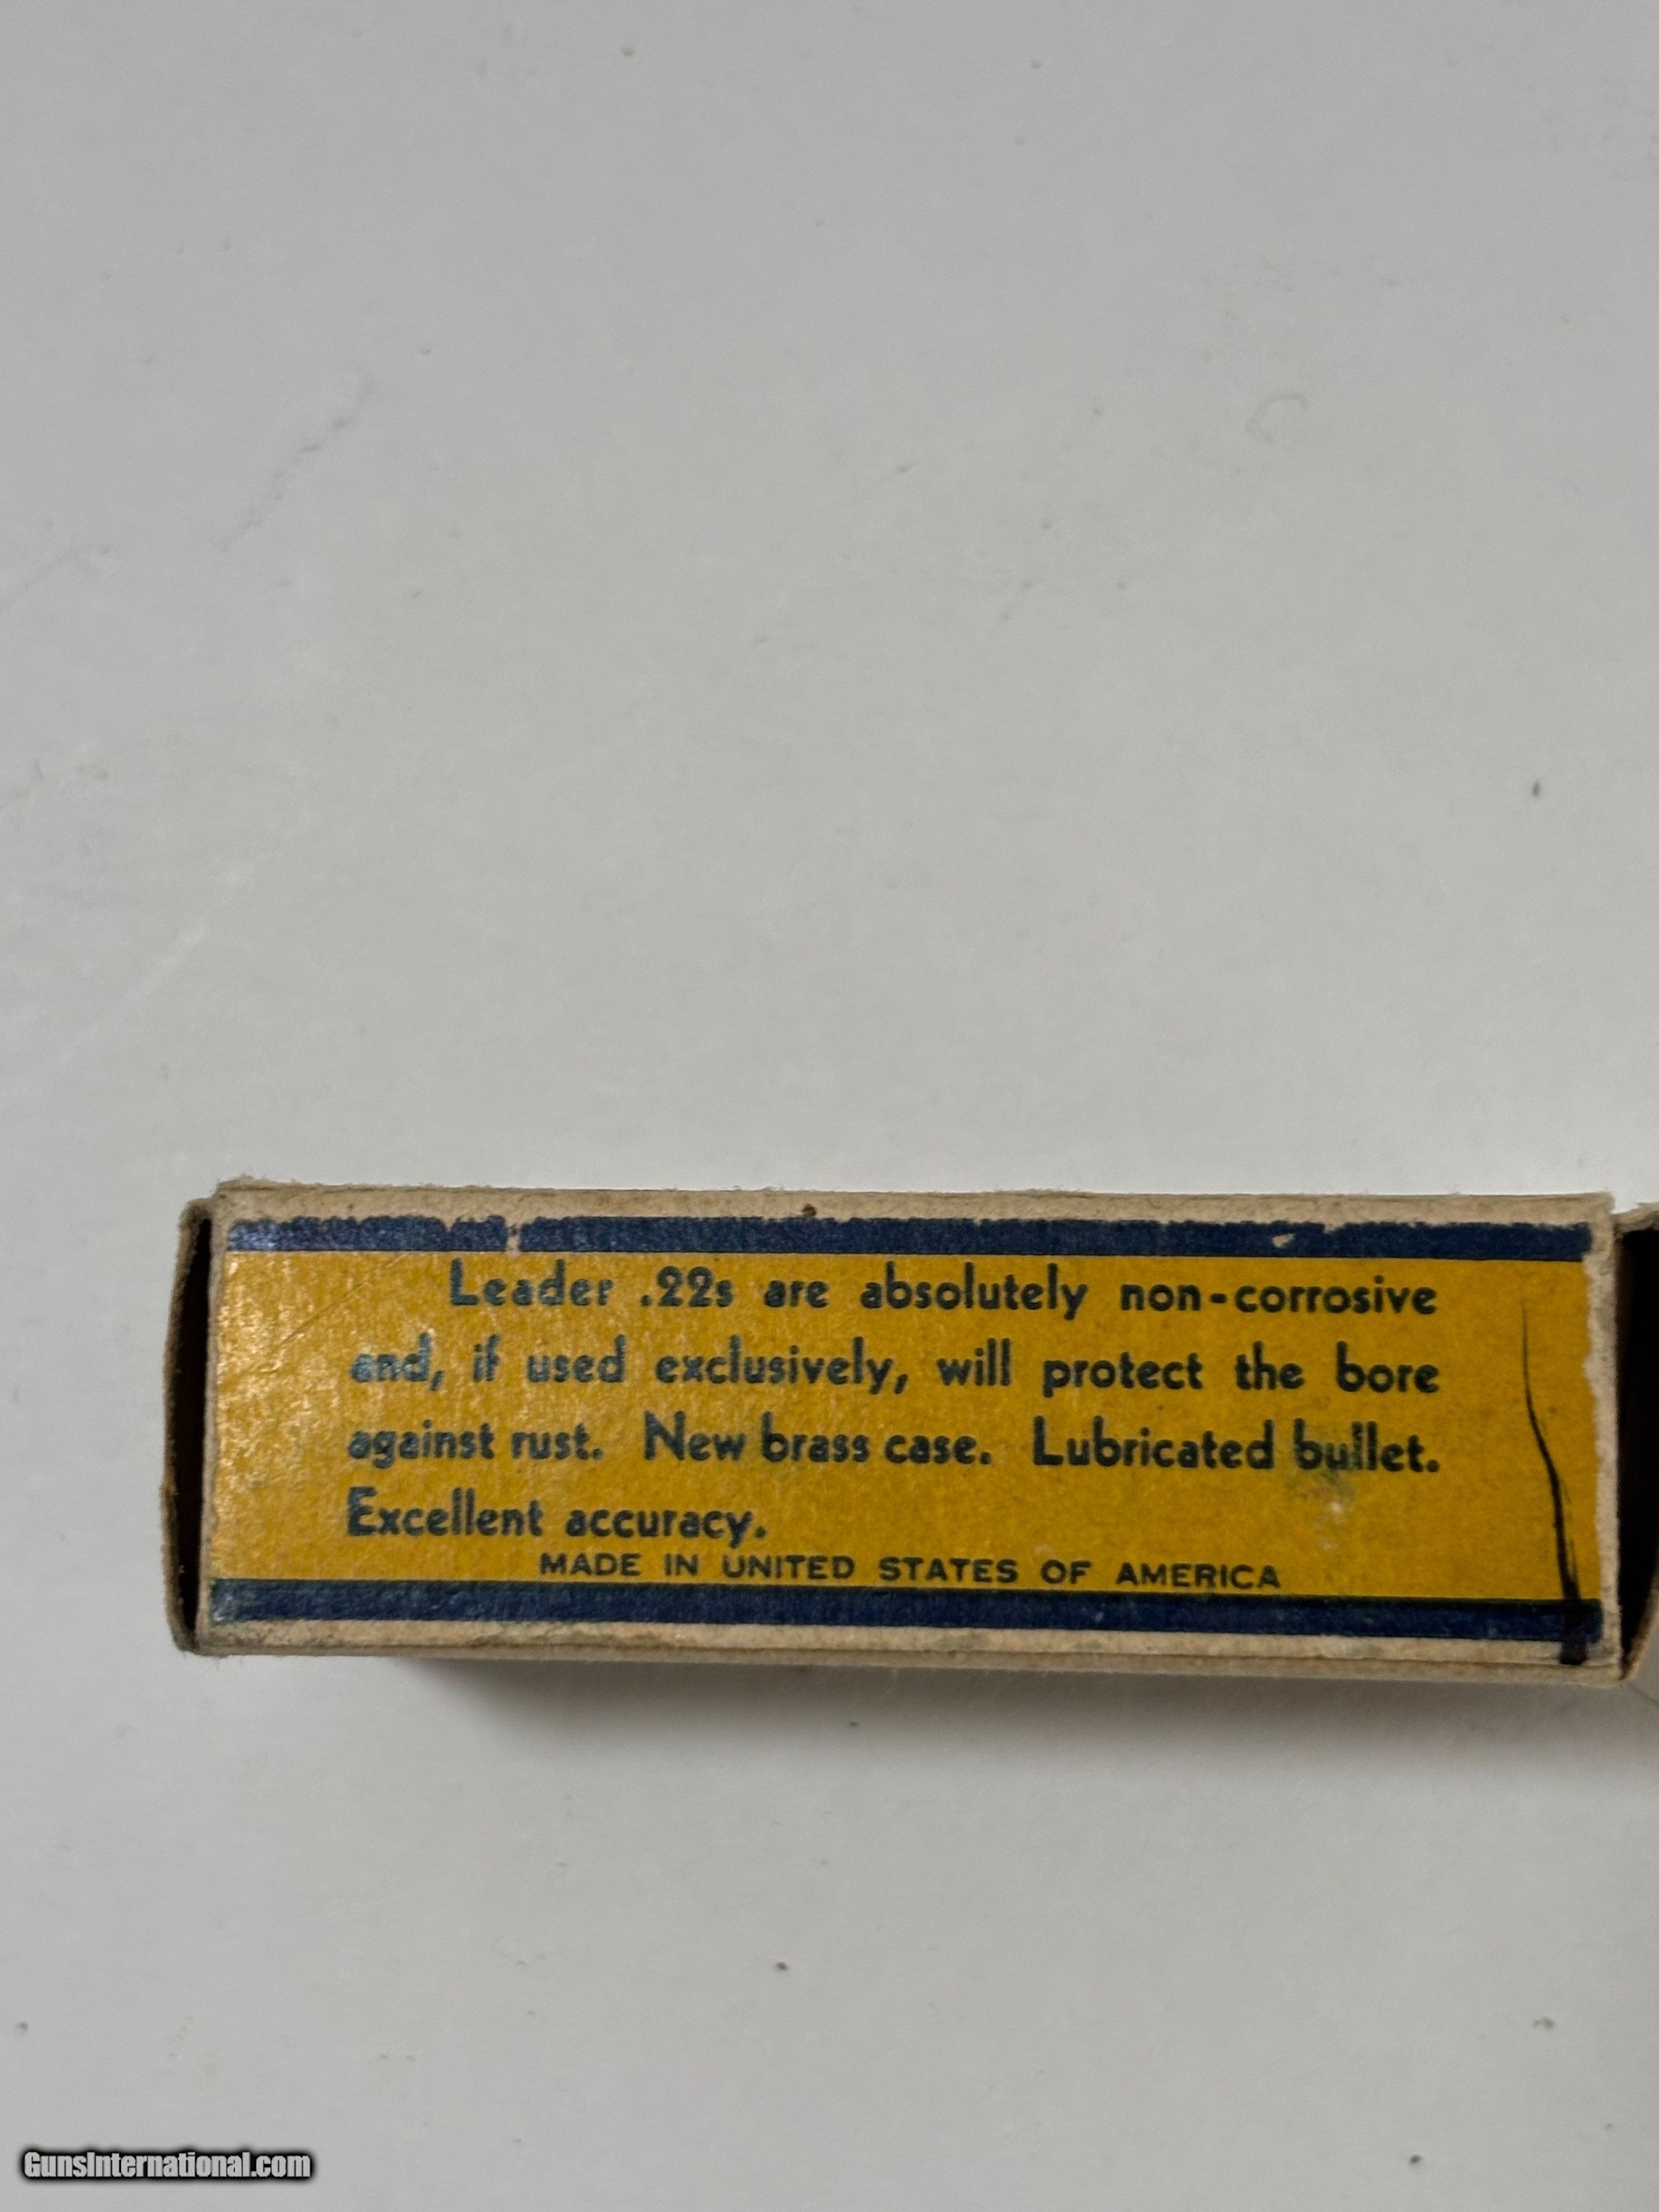 Leader .22s are absolutely non-corrosive
and, if used exclusively, will protect the bore
against rust. New brass case. Lubricated bullet.
Excellent accuracy.
MADE IN UNITED STATES OF AMERICA
GunsInternational.com